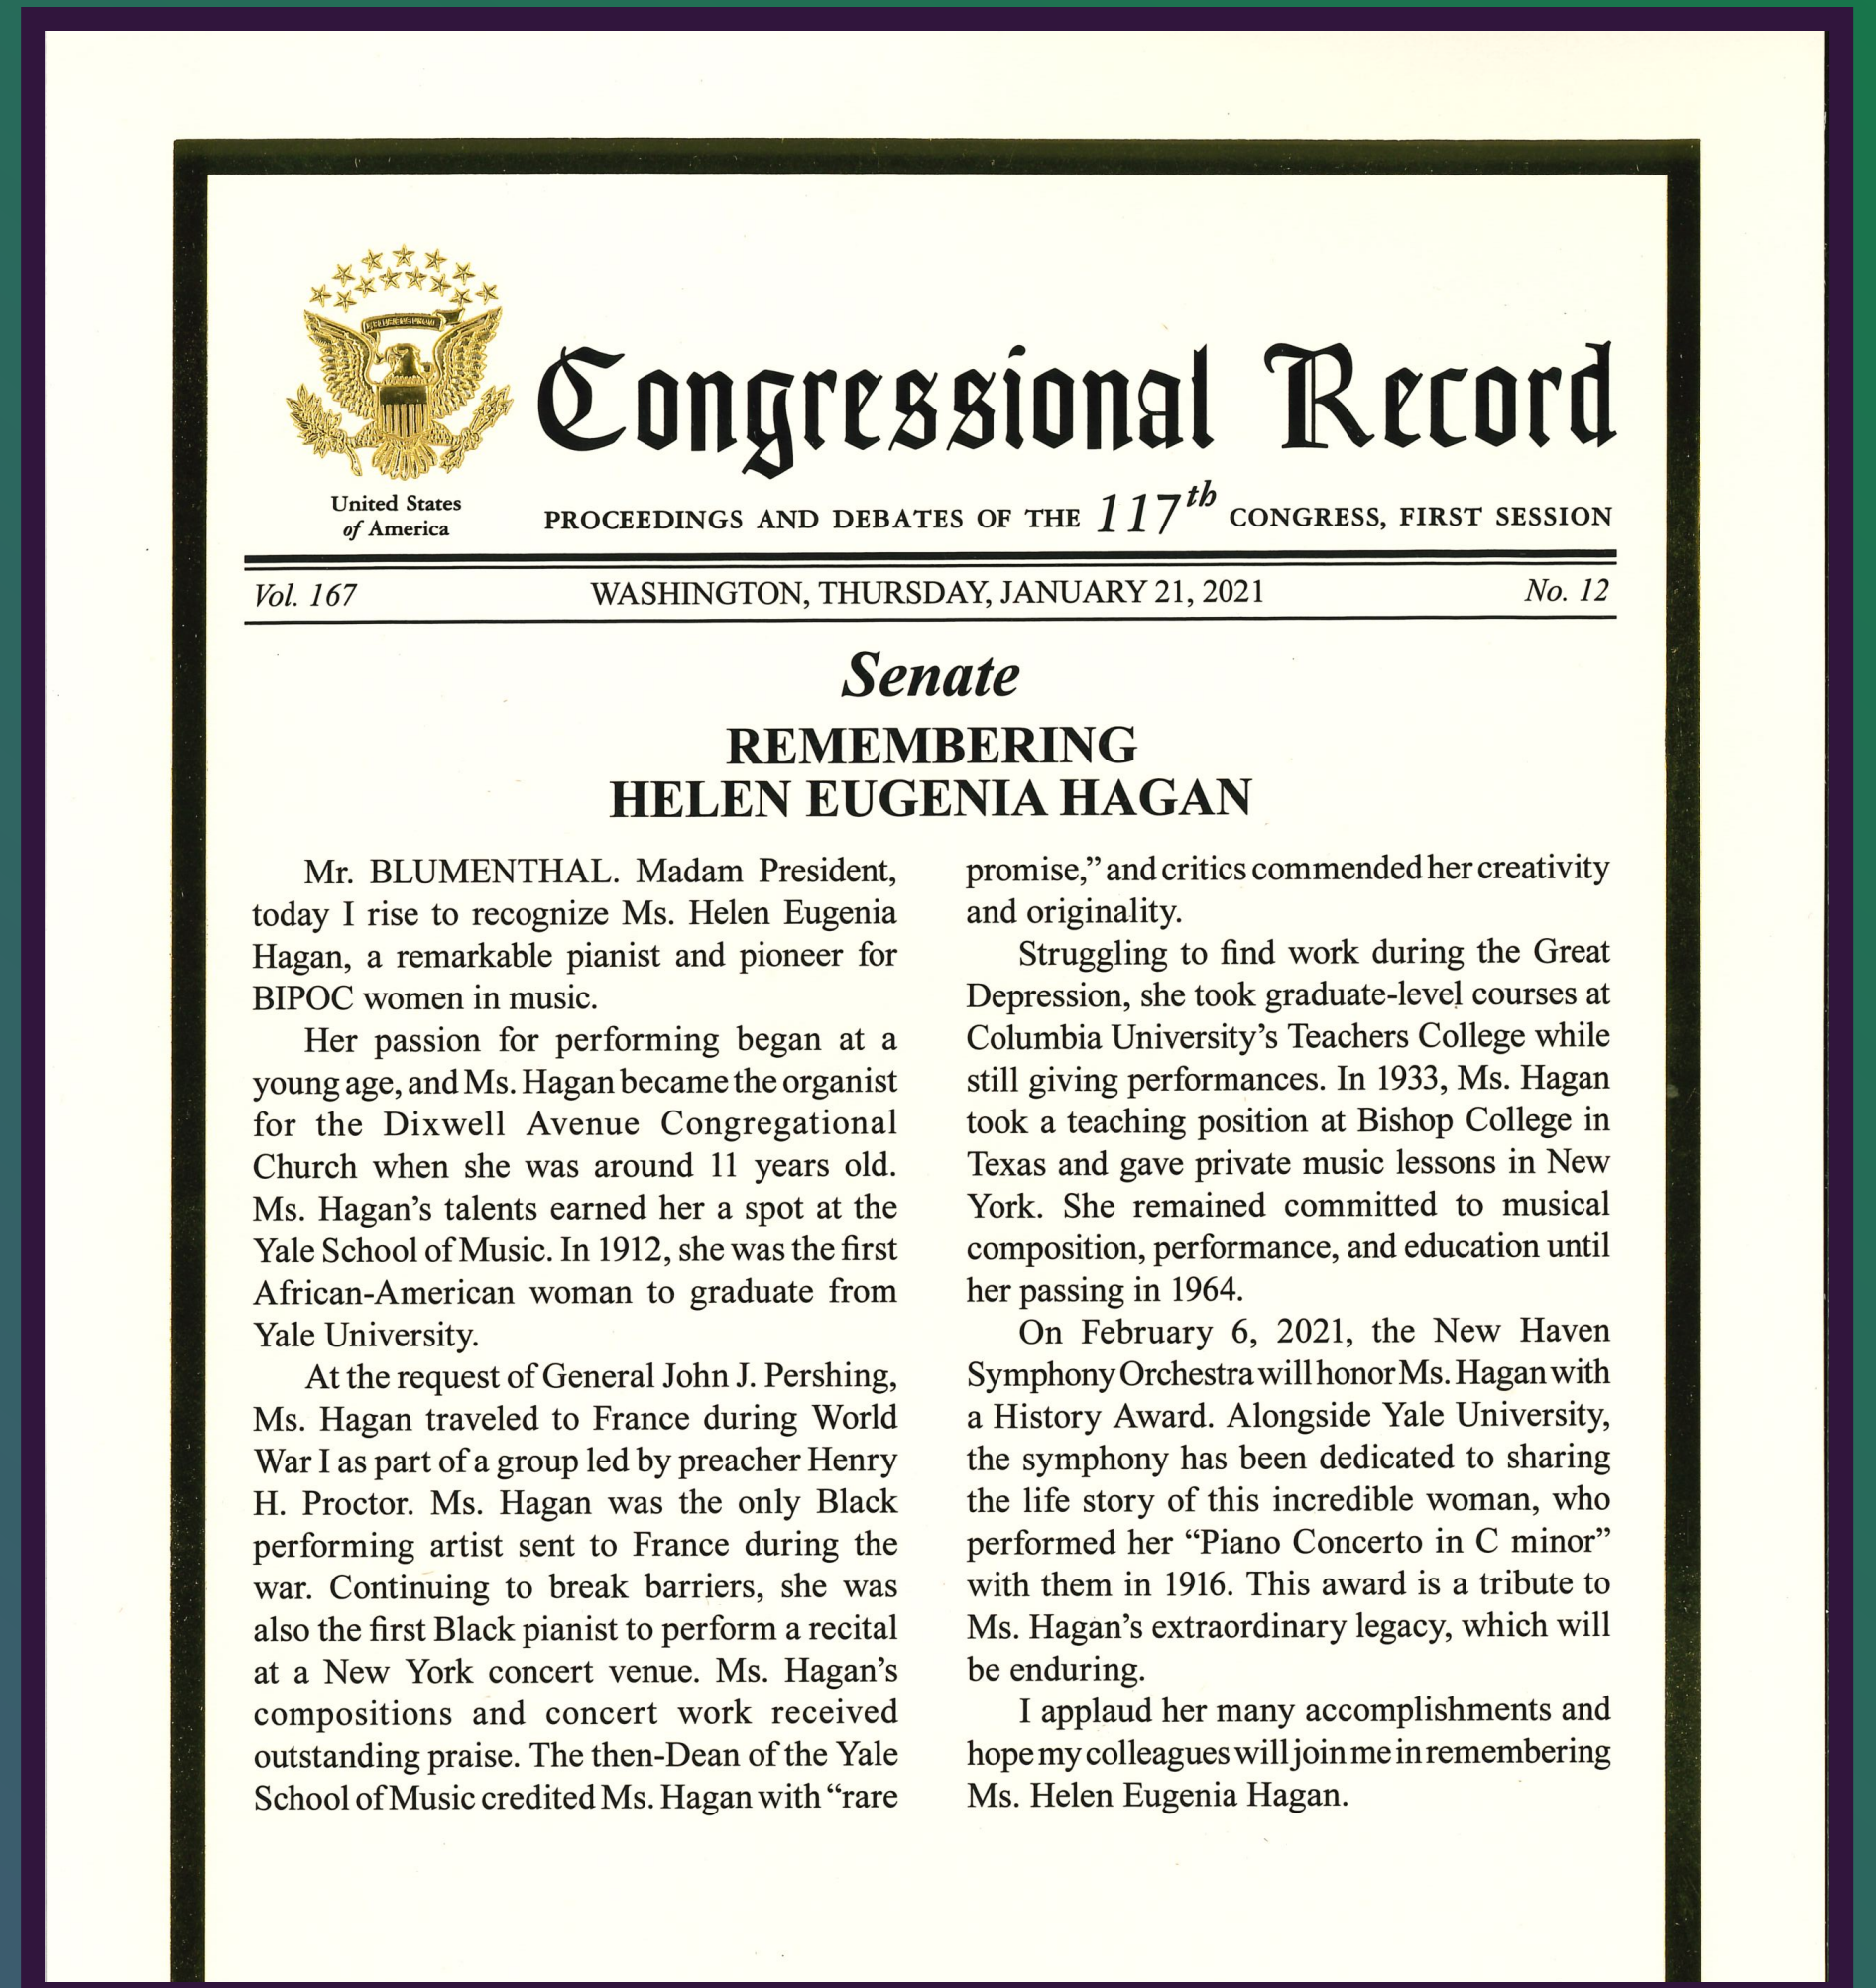 Congressional Record
United States
of America
PROCEEDINGS AND DEBATES OF THE 117th CONGRESS, FIRST SESSION
Vol. 167 WASHINGTON, THURSDAY, JANUARY 21, 2021 No. 12
Senate
REMEMBERING
HELEN EUGENIA HAGAN
Mr. BLUMENTHAL. Madam President,
today I rise to recognize Ms. Helen Eugenia
Hagan, a remarkable pianist and pioneer for
BIPOC women in music.
Her passion for performing began at a
young age, and Ms. Hagan became the organist
for the Dixwell Avenue Congregational
Church when she was around 11 years old.
Ms. Hagan's talents earned her a spot at the
Yale School of Music. In 1912, she was the first
African-American woman to graduate from
Yale University.
At the request of General John J. Pershing,
Ms. Hagan traveled to France during World
War I as part of a group led by preacher Henry
H. Proctor. Ms. Hagan was the only Black
performing artist sent to France during the
war. Continuing to break barriers, she was
also the first Black pianist to perform a recital
at a New York concert venue. Ms. Hagan's
compositions and concert work received
outstanding praise. The then-Dean of the Yale
School of Music credited Ms. Hagan with “rare
promise,” and critics commended her creativity
and originality.
Struggling to find work during the Great
Depression, she took graduate-level courses at
Columbia University's Teachers College while
still giving performances. In 1933, Ms. Hagan
took a teaching position at Bishop College in
Texas and gave private music lessons in New
York. She remained committed to musical
composition, performance, and education until
her passing in 1964.
On February 6, 2021, the New Haven
Symphony Orchestra will honor Ms. Hagan with
a History Award. Alongside Yale University,
the symphony has been dedicated to sharing
the life story of this incredible woman, who
performed her “Piano Concerto in C minor”
with them in 1916. This award is a tribute to
Ms. Hagan's extraordinary legacy, which will
be enduring.
I applaud her many accomplishments and
hope my colleagues will join me in remembering
Ms. Helen Eugenia Hagan.